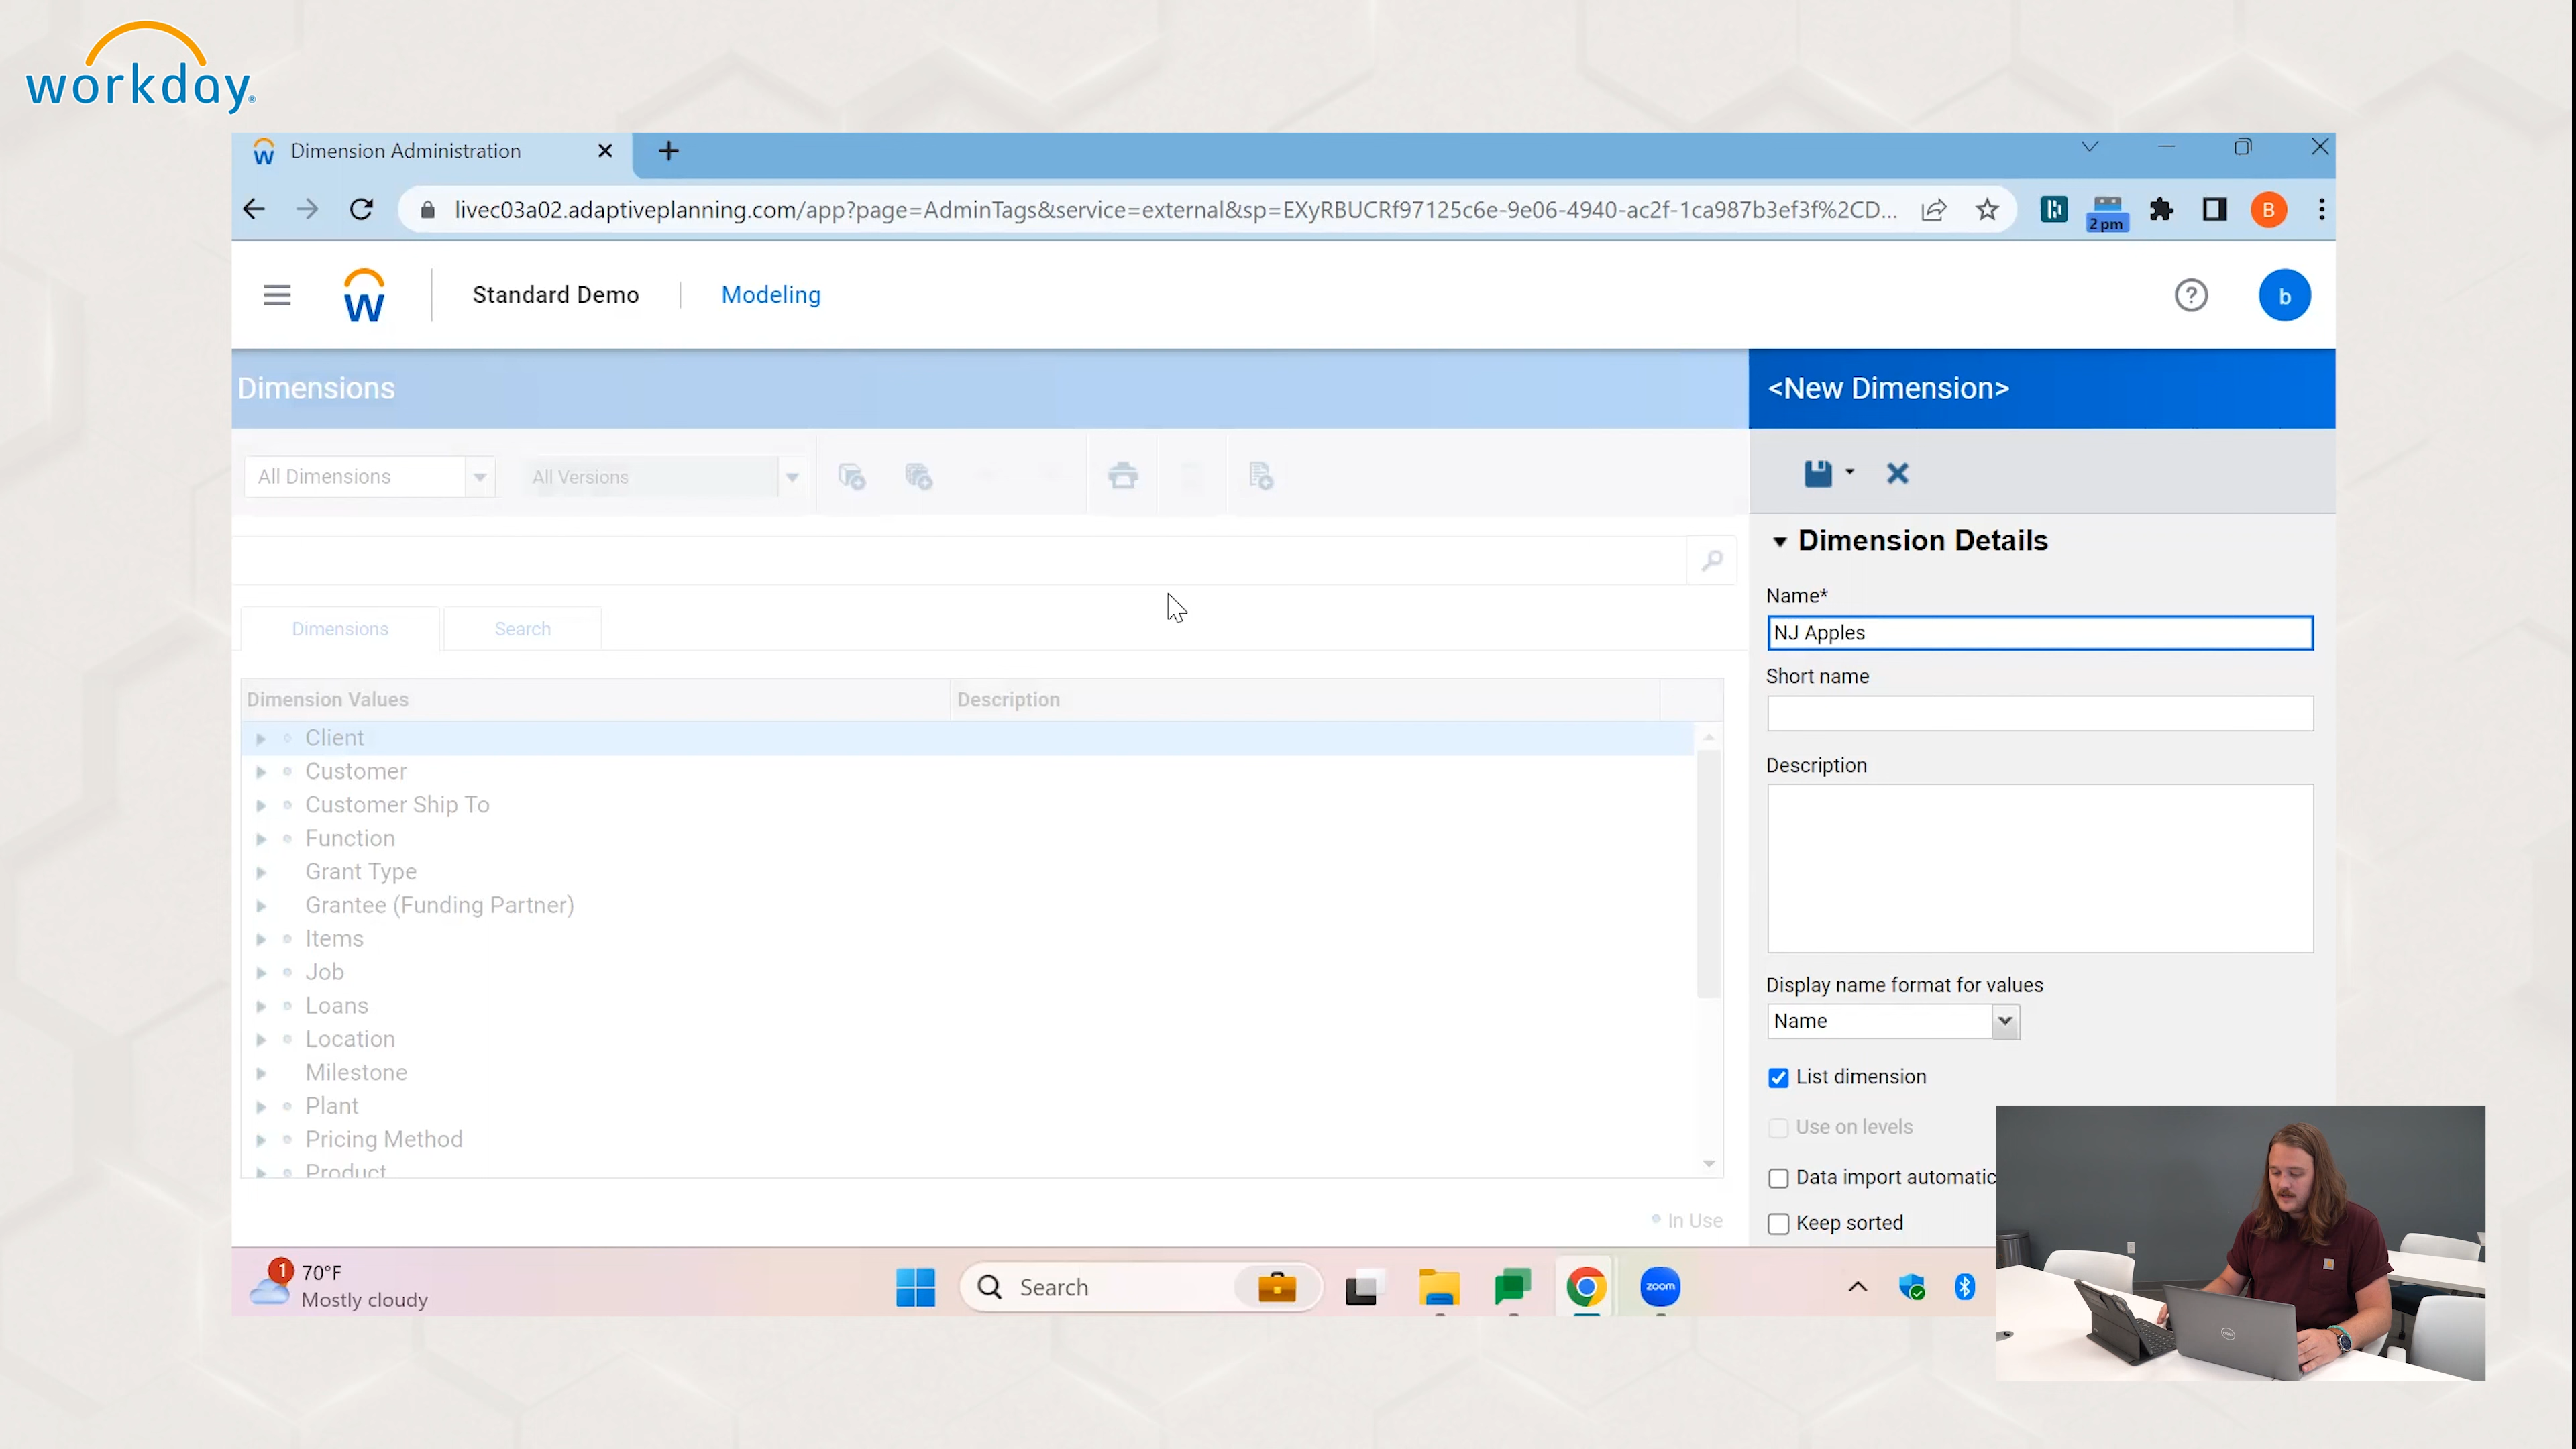 workday®
Dimension Administration
livec03a02.adaptiveplanning.com/app?page=AdminTags&service=external&sp=EXyRBUCRf97125c6e-9e06-4940-ac2f-1ca987b3ef3f%2CD...
2 pm
B
W
Standard Demo
Modeling
?
b
Dimensions
<New Dimension>
All Dimensions
All Versions
Dimension Details
Name*
NJ Apples
Dimensions
Search
Short name
Dimension Values
Description
Client
Customer
Customer Ship To
Function
Grant Type
Grantee (Funding Partner)
Items
Job
Loans
Location
Milestone
Plant
Pricing Method
Product
In Use
Description
Display name format for values
Name
List dimension
Use on levels
Data import automatic
Keep sorted
1
70°F
Mostly cloudy
Search
zoom
DELL